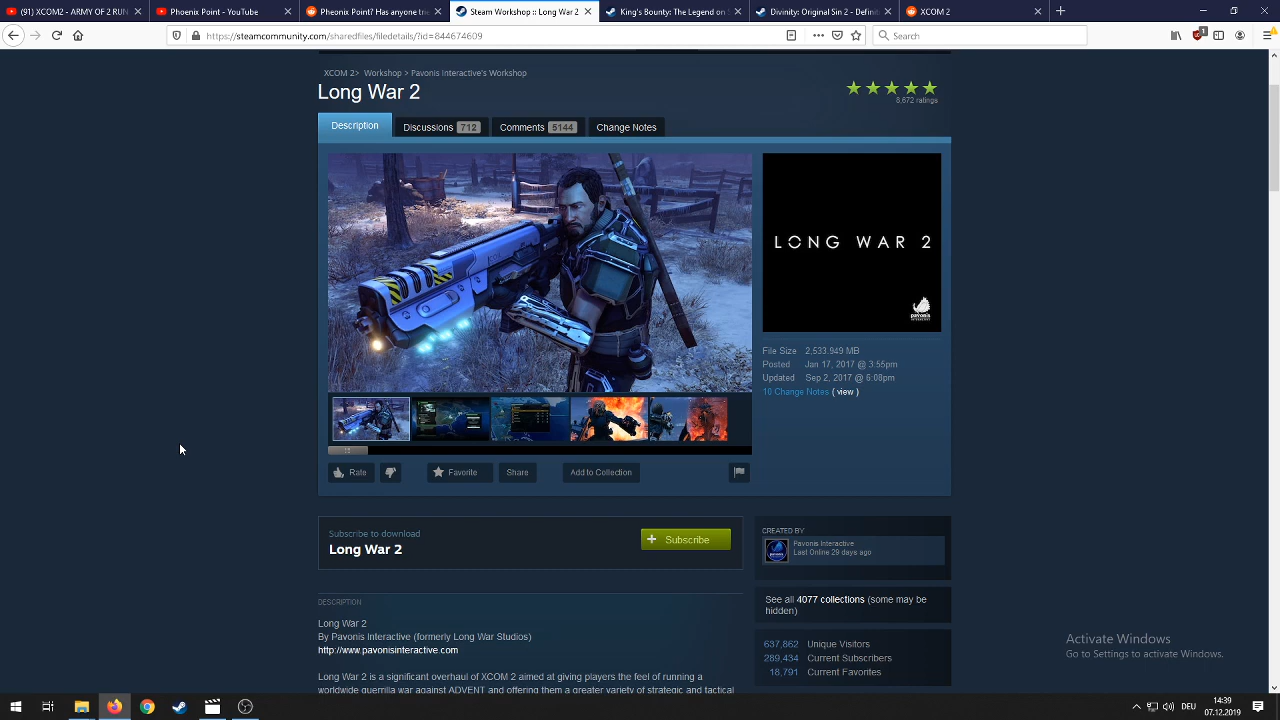 (91) XCOM2 - ARMY OF 2 RUN
Phoenix Point - YouTube
Pheonix Point? Has anyone trie
Steam Workshop :: Long War 2
King's Bounty: The Legend on S
Divinity: Original Sin 2 - Definiti
XCOM 2
https://steamcommunity.com/sharedfiles/filedetails/?id=844674609
Search
1
XCOM 2 > Workshop > Pavonis Interactive's Workshop
Long War 2
8,672 ratings
Description
Discussions 712
Comments 5144
Change Notes
LONG WAR 2
PAVONIS
INTERACTIVE
File Size 2,533.949 MB
Posted Jan 17, 2017 @ 3:55pm
Updated Sep 2, 2017 @ 6:08pm
10 Change Notes ( view )
Rate
Favorite
Share
Add to Collection
Subscribe to download
Long War 2
+ Subscribe
CREATED BY
Pavonis Interactive
Last Online 29 days ago
DESCRIPTION
See all 4077 collections (some may be
hidden)
Long War 2
By Pavonis Interactive (formerly Long War Studios)
http://www.pavonisinteractive.com
637,862 Unique Visitors
289,434 Current Subscribers
18,791 Current Favorites
Long War 2 is a significant overhaul of XCOM 2 aimed at giving players the feel of running a
worldwide guerrilla war against ADVENT and offering them a greater variety of strategic and tactical
Activate Windows
Go to Settings to activate Windows.
DEU
14:39
07.12.2019